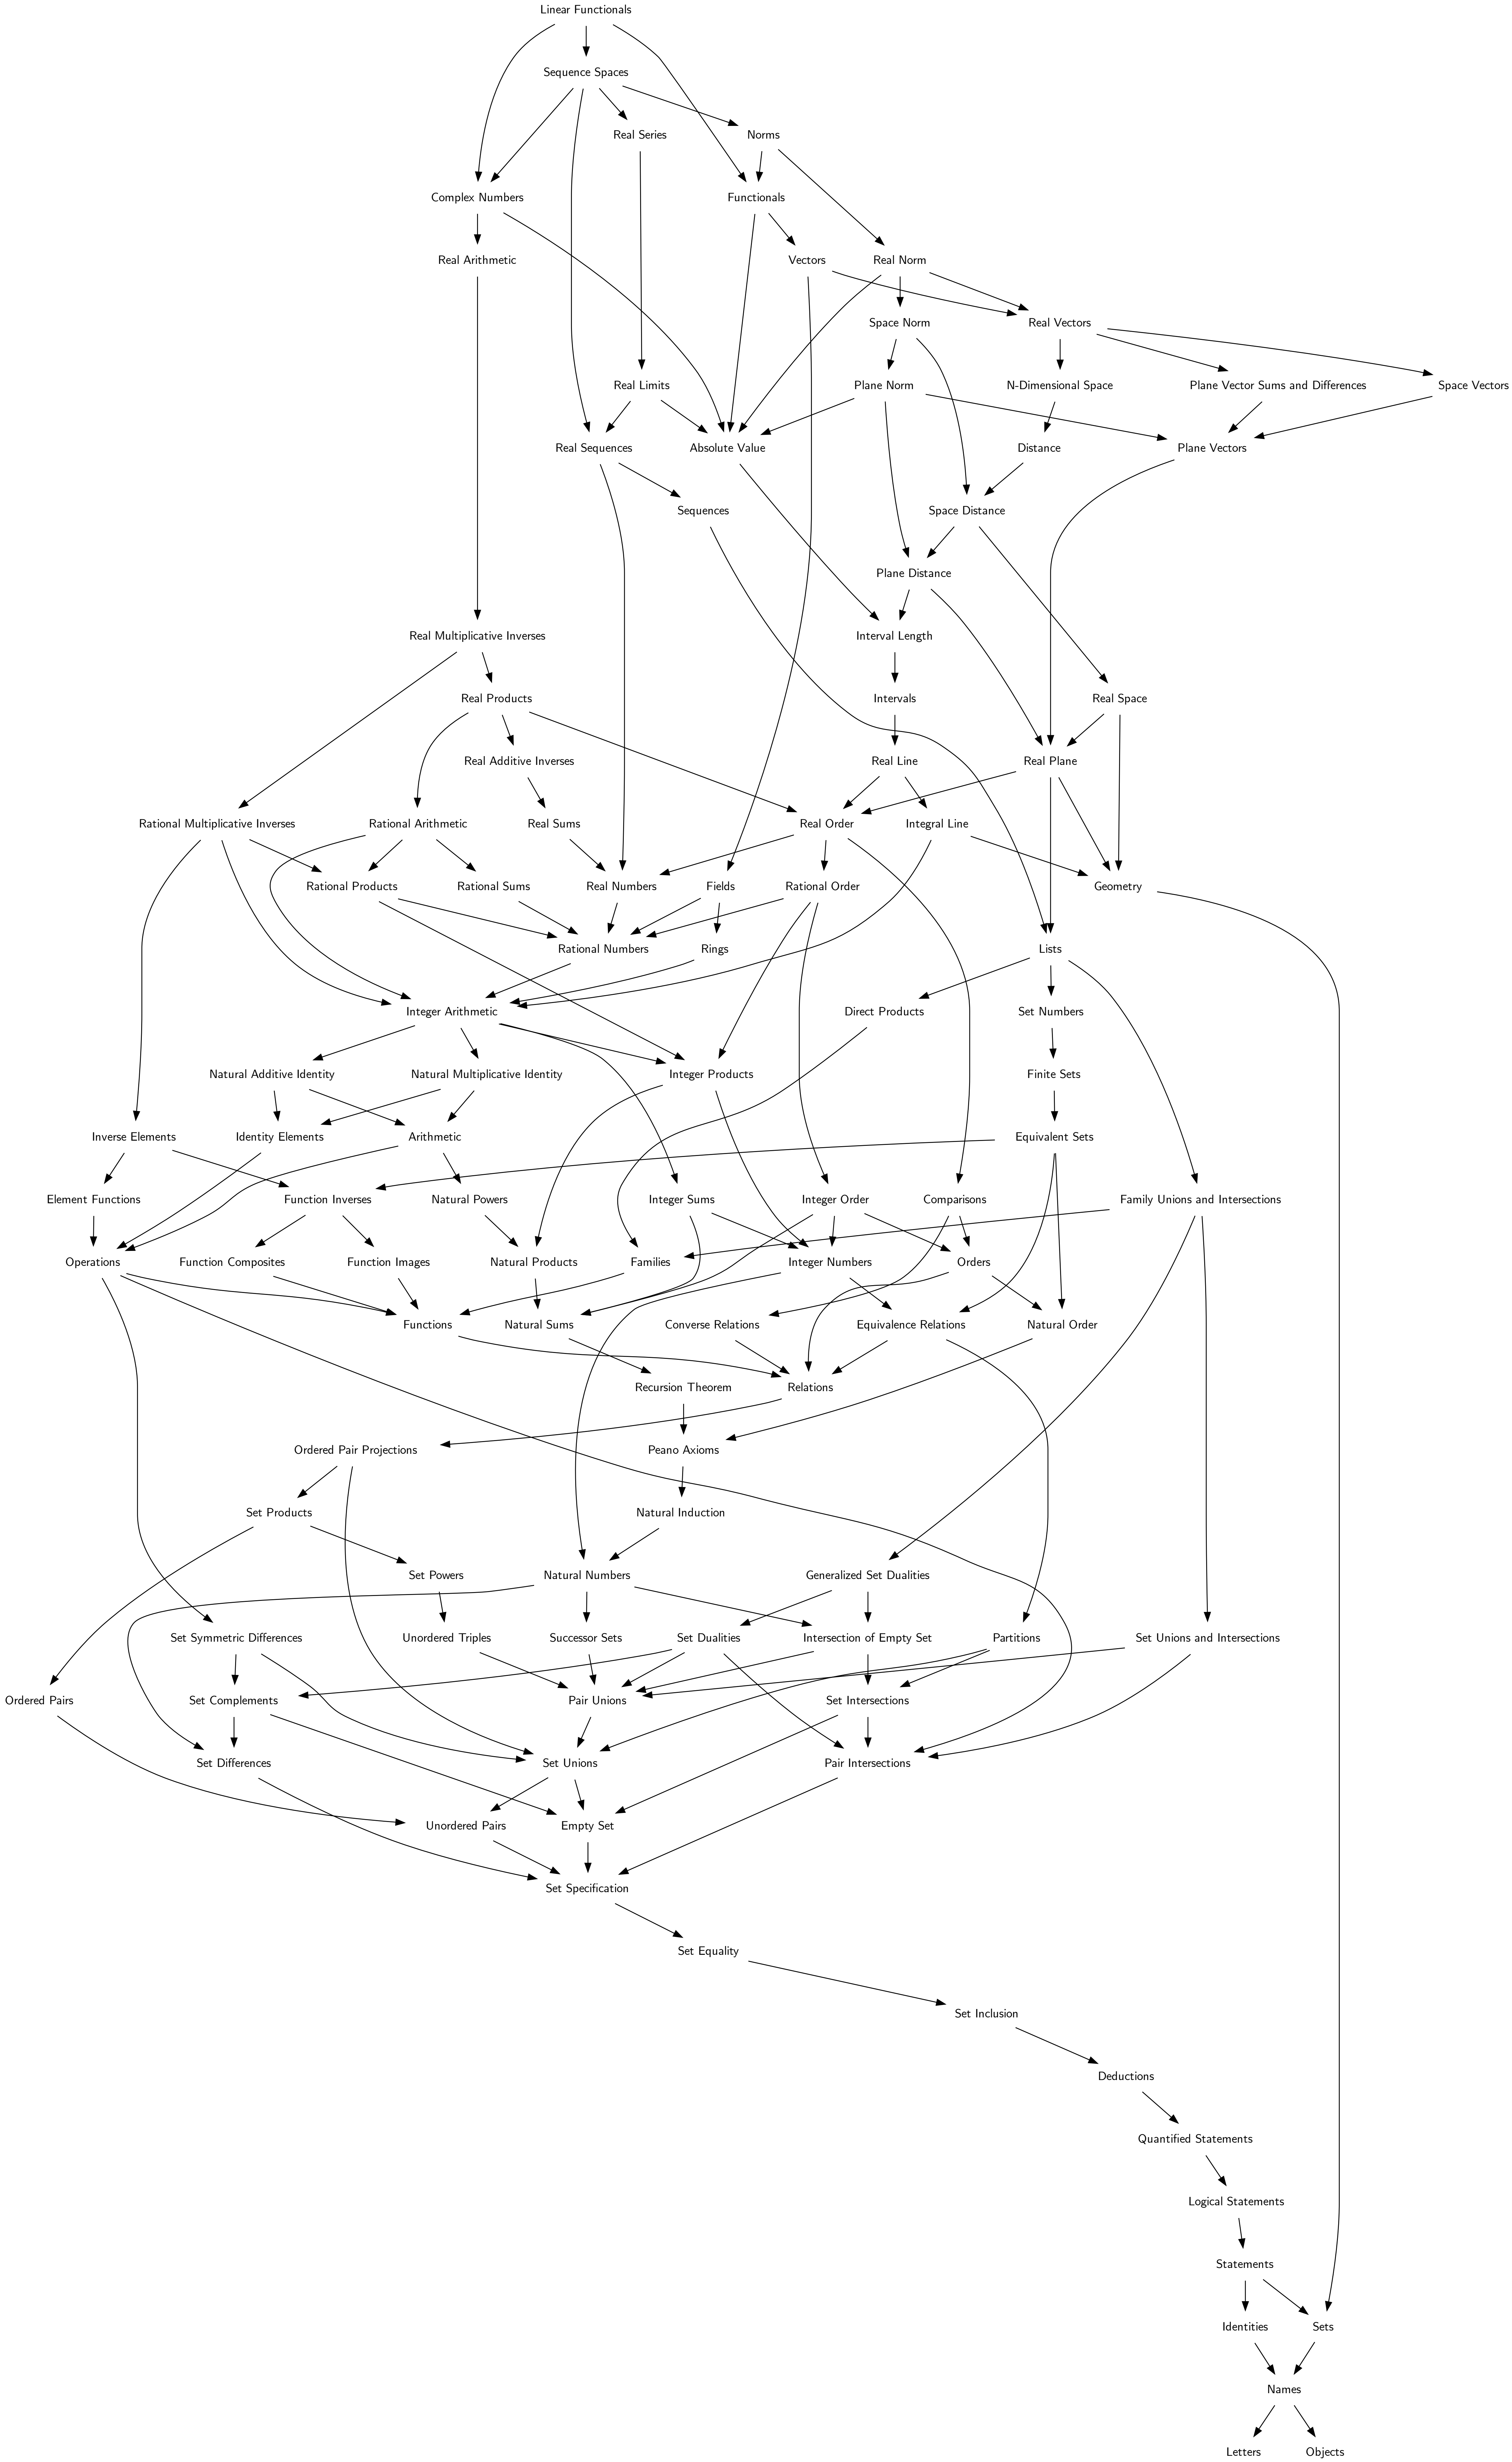 Linear Functionals
Sequence Spaces
Real Series
Norms
Complex Numbers
Functionals
Real Arithmetic
Vectors
Real Norm
Space Norm
Real Vectors
Real Limits
Plane Norm
N-Dimensional Space
Plane Vector Sums and Differences
Space Vectors
Real Sequences
Absolute Value
Distance
Plane Vectors
Sequences
Space Distance
Plane Distance
Real Multiplicative Inverses
Interval Length
Real Products
Intervals
Real Space
Real Additive Inverses
Real Line
Real Plane
Rational Multiplicative Inverses
Rational Arithmetic
Real Sums
Real Order
Integral Line
Rational Products
Rational Sums
Real Numbers
Fields
Rational Order
Geometry
Rational Numbers
Rings
Lists
Integer Arithmetic
Direct Products
Set Numbers
Natural Additive Identity
Natural Multiplicative Identity
Integer Products
Finite Sets
Inverse Elements
Identity Elements
Arithmetic
Equivalent Sets
Element Functions
Function Inverses
Natural Powers
Integer Sums
Integer Order
Comparisons
Family Unions and Intersections
Operations
Function Composites
Function Images
Natural Products
Families
Integer Numbers
Orders
Functions
Natural Sums
Converse Relations
Equivalence Relations
Natural Order
Recursion Theorem
Relations
Ordered Pair Projections
Peano Axioms
Set Products
Natural Induction
Set Powers
Natural Numbers
Generalized Set Dualities
Set Symmetric Differences
Unordered Triples
Successor Sets
Set Dualities
Intersection of Empty Set
Partitions
Set Unions and Intersections
Ordered Pairs
Set Complements
Pair Unions
Set Intersections
Set Differences
Set Unions
Pair Intersections
Unordered Pairs
Empty Set
Set Specification
Set Equality
Set Inclusion
Deductions
Quantified Statements
Logical Statements
Statements
Identities
Sets
Names
Letters
Objects